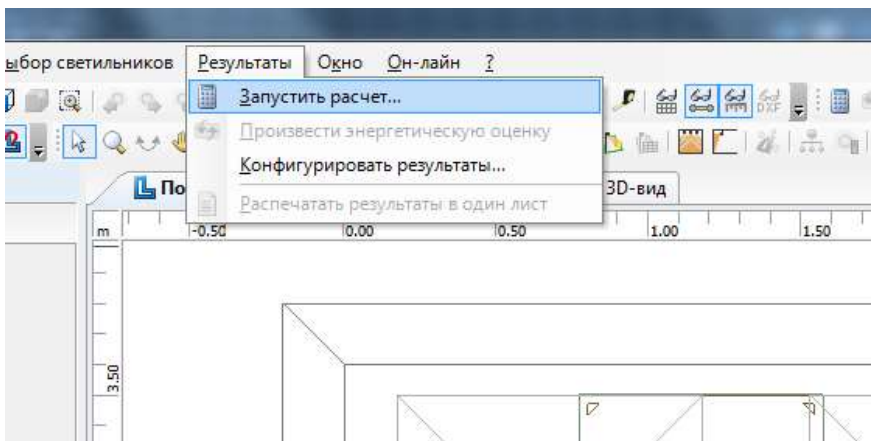 ыбор светильников Результаты Окно Он-лайн ?
Запустить расчет...
Произвести энергетическую оценку
Конфигурировать результаты...
Распечатать результаты в один лист
По 3D-вид
m -0.50 0.00 0.50 1.00 1.50
3.50
DXF